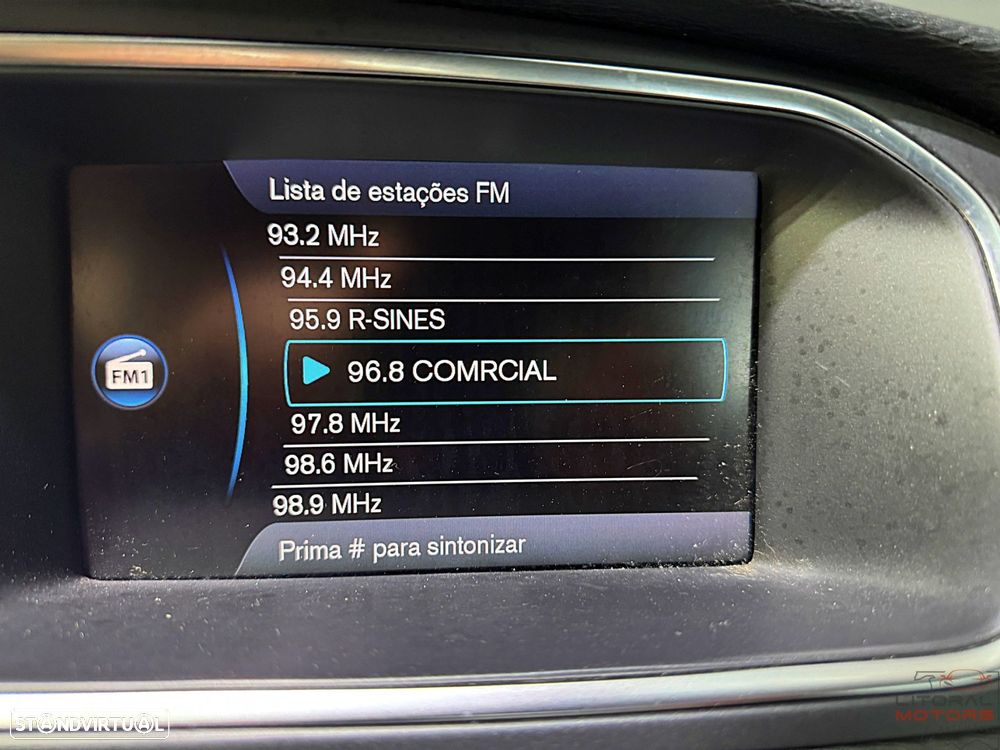 Lista de estações FM
93.2 MHz
94.4 MHz
95.9 R-SINES
FM1
96.8 COMRCIAL
97.8 MHz
98.6 MHz
98.9 MHz
Prima # para sintonizar
LITORAL
MOTORS
STANDVIRTUAL